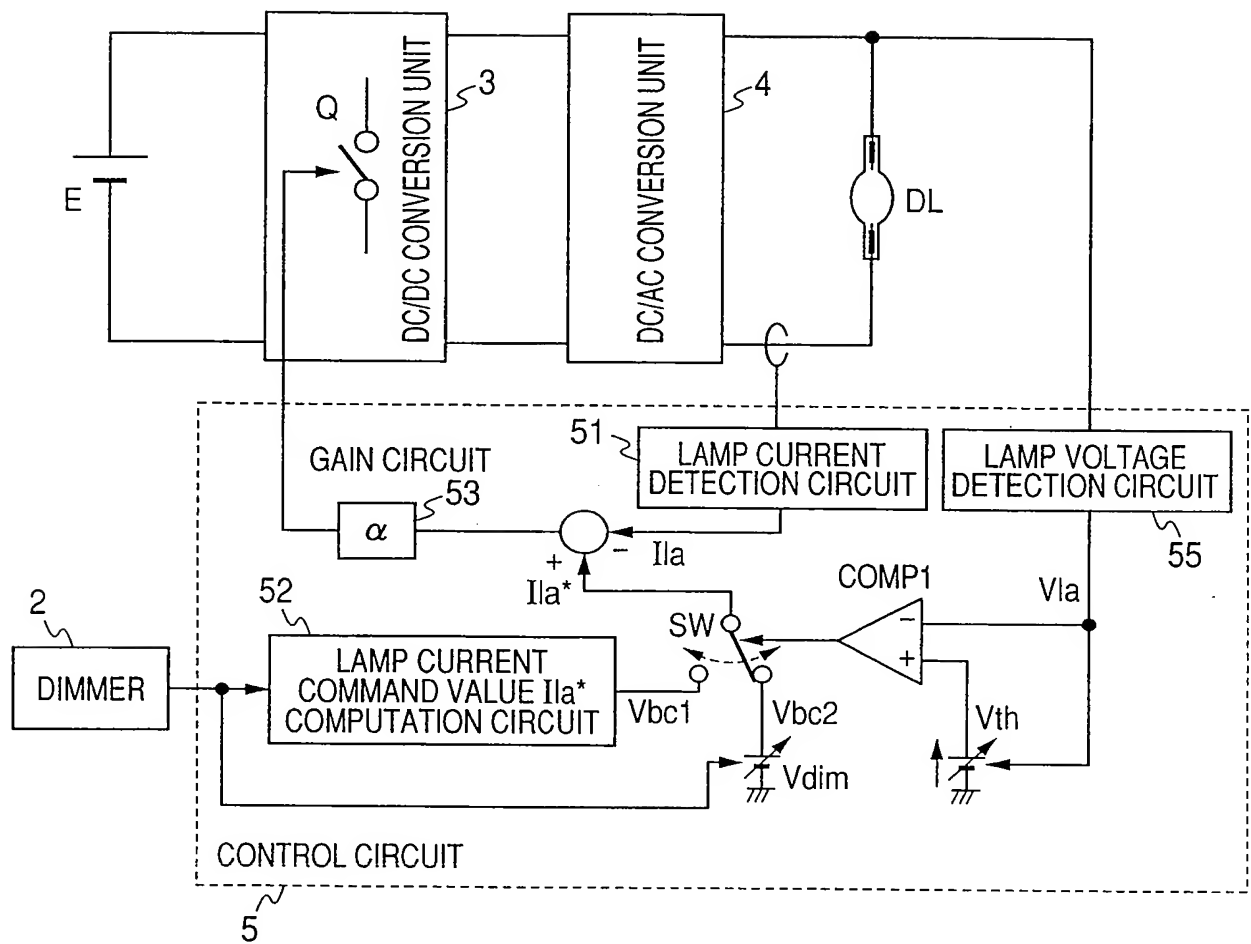 Q
DC/DC CONVERSION UNIT
3
DC/AC CONVERSION UNIT
4
E
DL
51
LAMP CURRENT
DETECTION CIRCUIT
LAMP VOLTAGE
DETECTION CIRCUIT
55
GAIN CIRCUIT
53
α
+
−
Ila
Ila*
COMP1
Vla
SW
−
+
2
DIMMER
52
LAMP CURRENT
COMMAND VALUE Ila*
COMPUTATION CIRCUIT
Vbc1
Vbc2
Vth
Vdim
CONTROL CIRCUIT
5